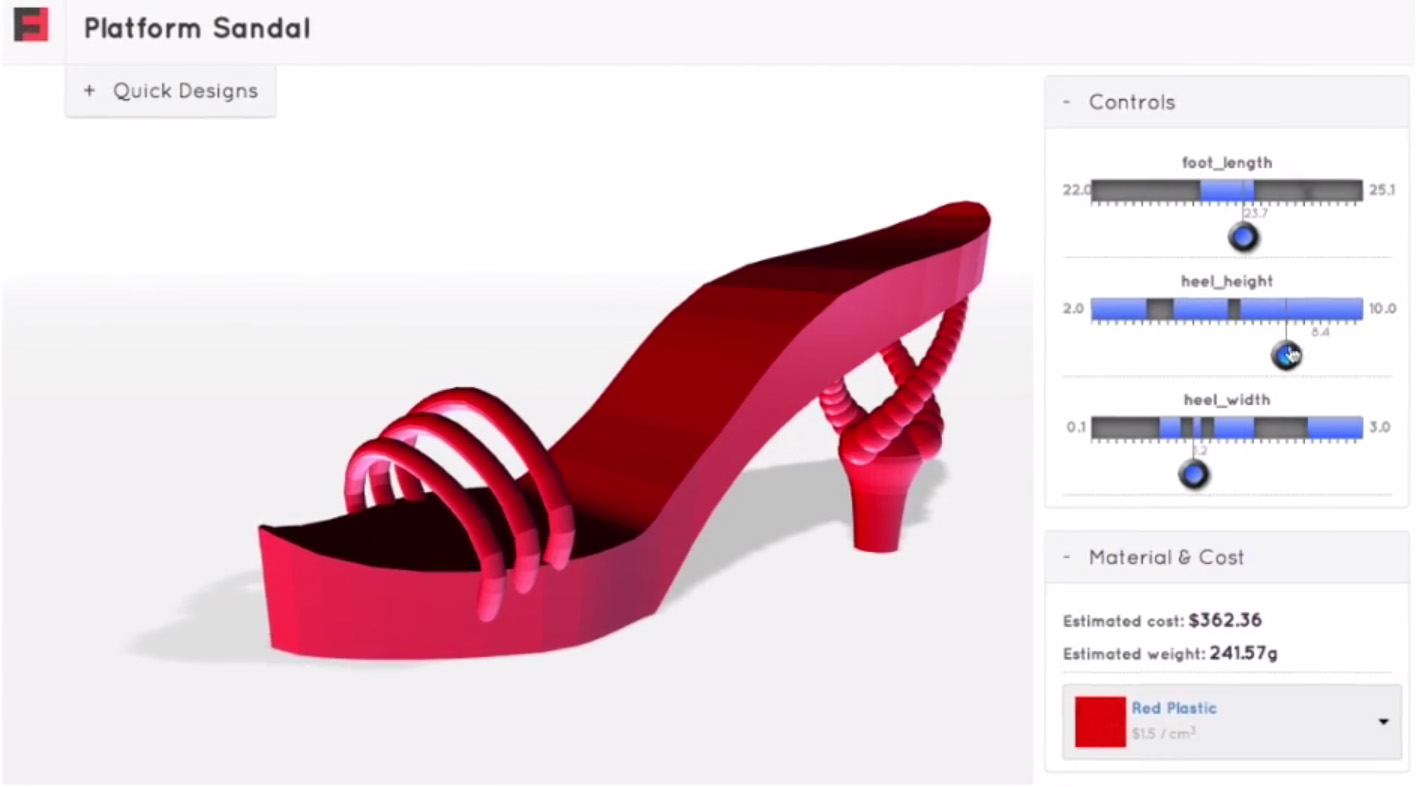 Platform Sandal
+ Quick Designs
- Controls
foot_length
22.0 25.1
23.7
heel_height
2.0 10.0
8.4
heel_width
0.1 3.0
1.2
- Material & Cost
Estimated cost: $362.36
Estimated weight: 241.57g
Red Plastic
$1.5 / cm³